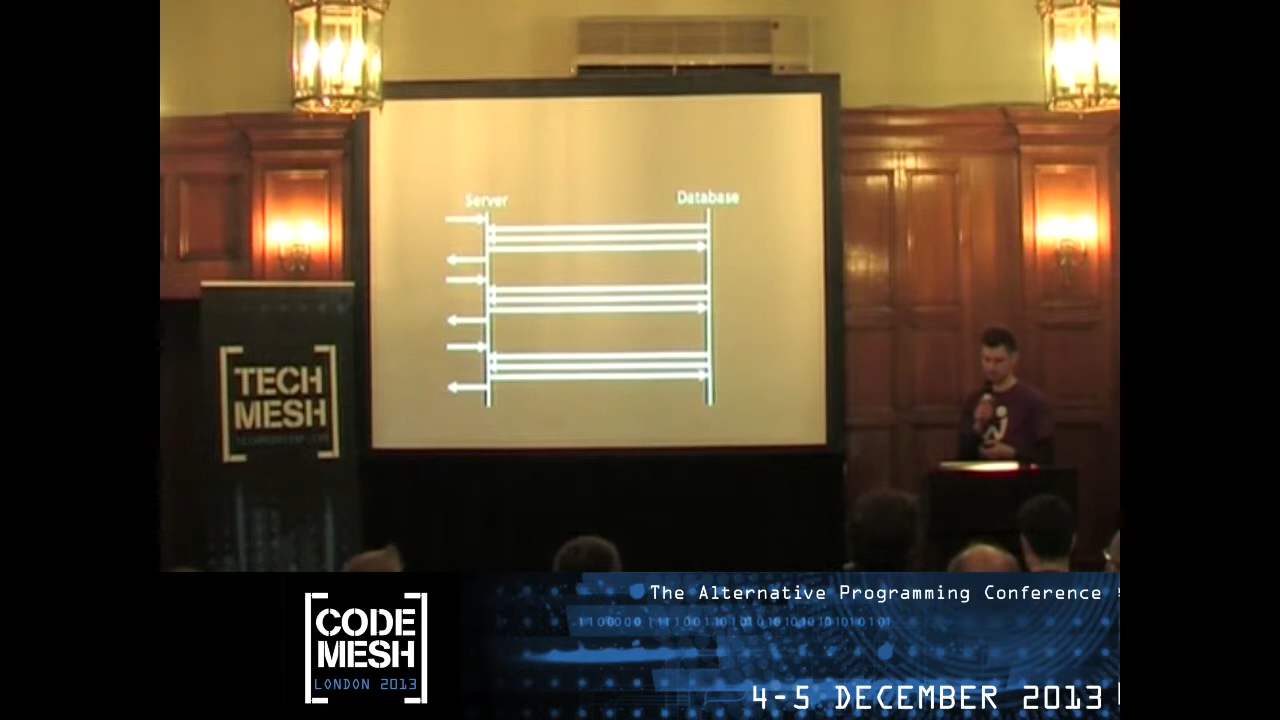 Server
Database
TECH
MESH
The Alternative Programming Conference
CODE
MESH
LONDON 2013
4-5 DECEMBER 2013